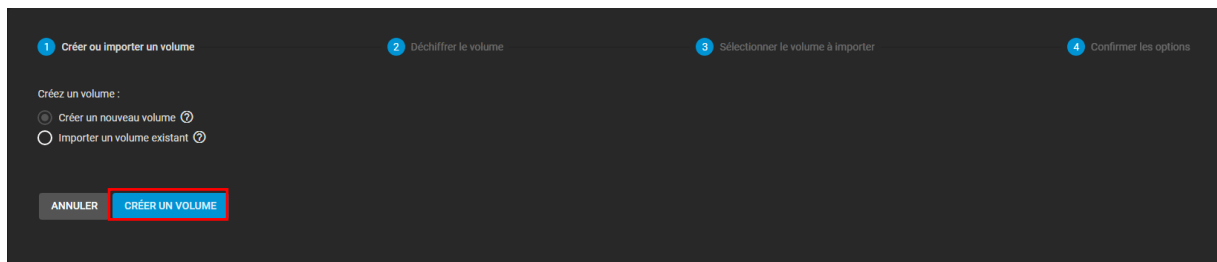 1 Créer ou importer un volume 2 Déchiffrer le volume 3 Sélectionner le volume à importer 4 Confirmer les options
Créez un volume :
Créer un nouveau volume ?
Importer un volume existant ?
ANNULER CRÉER UN VOLUME